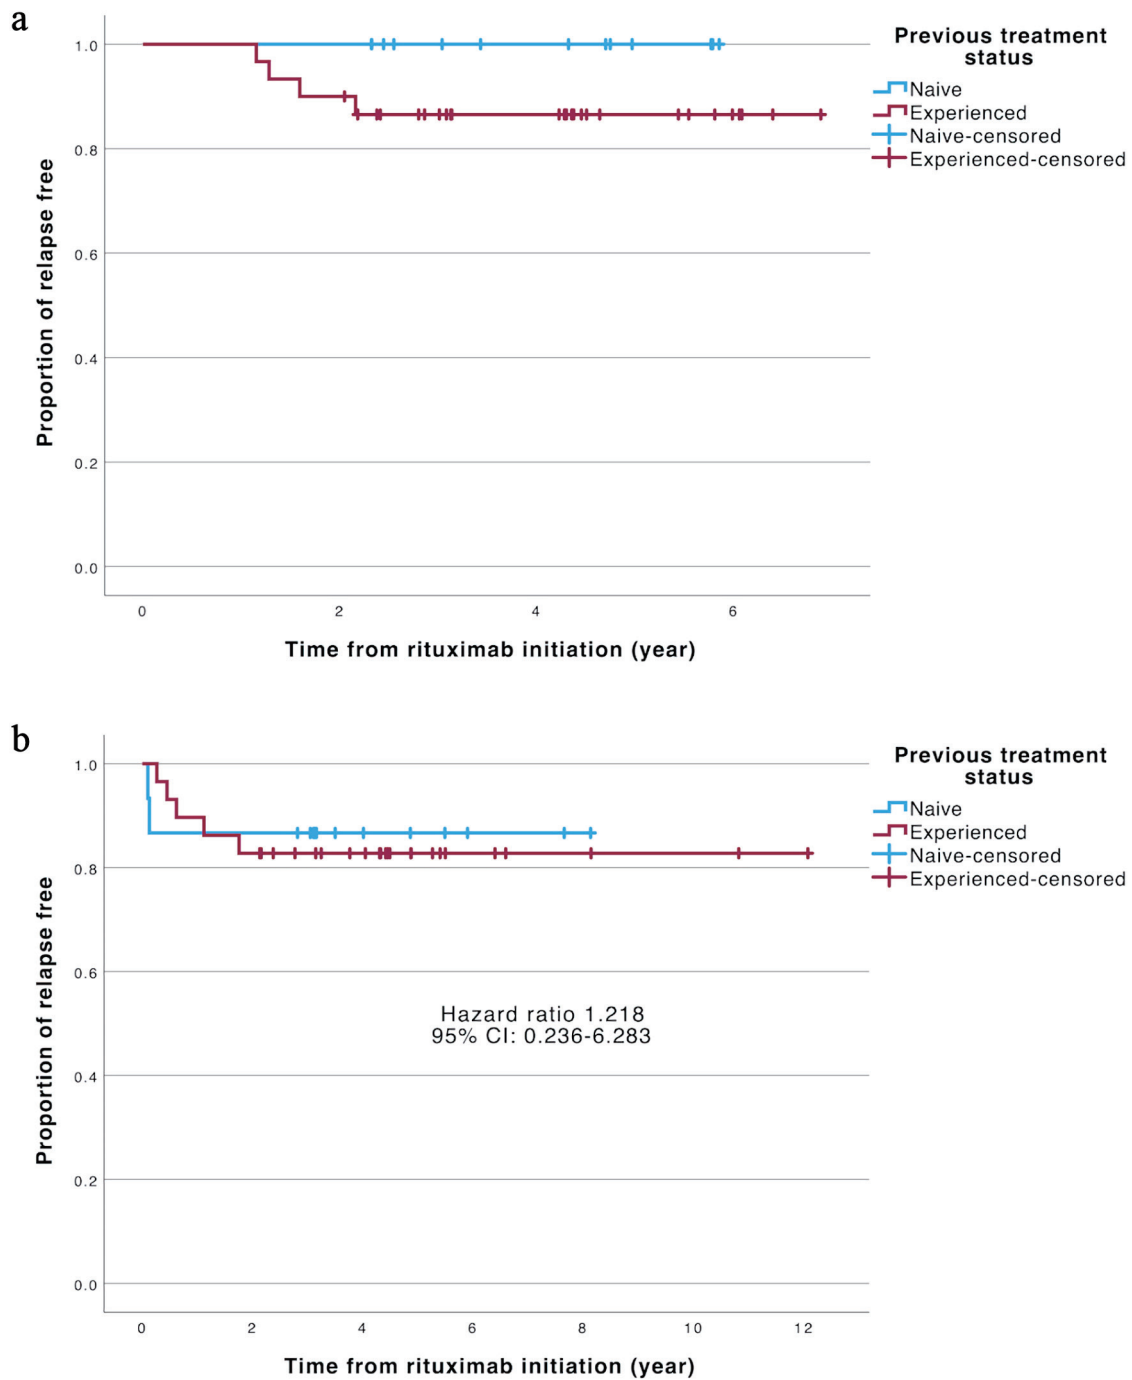 a
Previous treatment
status
Naive
Experienced
Naive-censored
Experienced-censored
1.0
0.8
0.6
0.4
0.2
0.0
Proportion of relapse free
0 2 4 6
Time from rituximab initiation (year)
b
Previous treatment
status
Naive
Experienced
Naive-censored
Experienced-censored
1.0
0.8
0.6
0.4
0.2
0.0
Proportion of relapse free
Hazard ratio 1.218
95% CI: 0.236-6.283
0 2 4 6 8 10 12
Time from rituximab initiation (year)